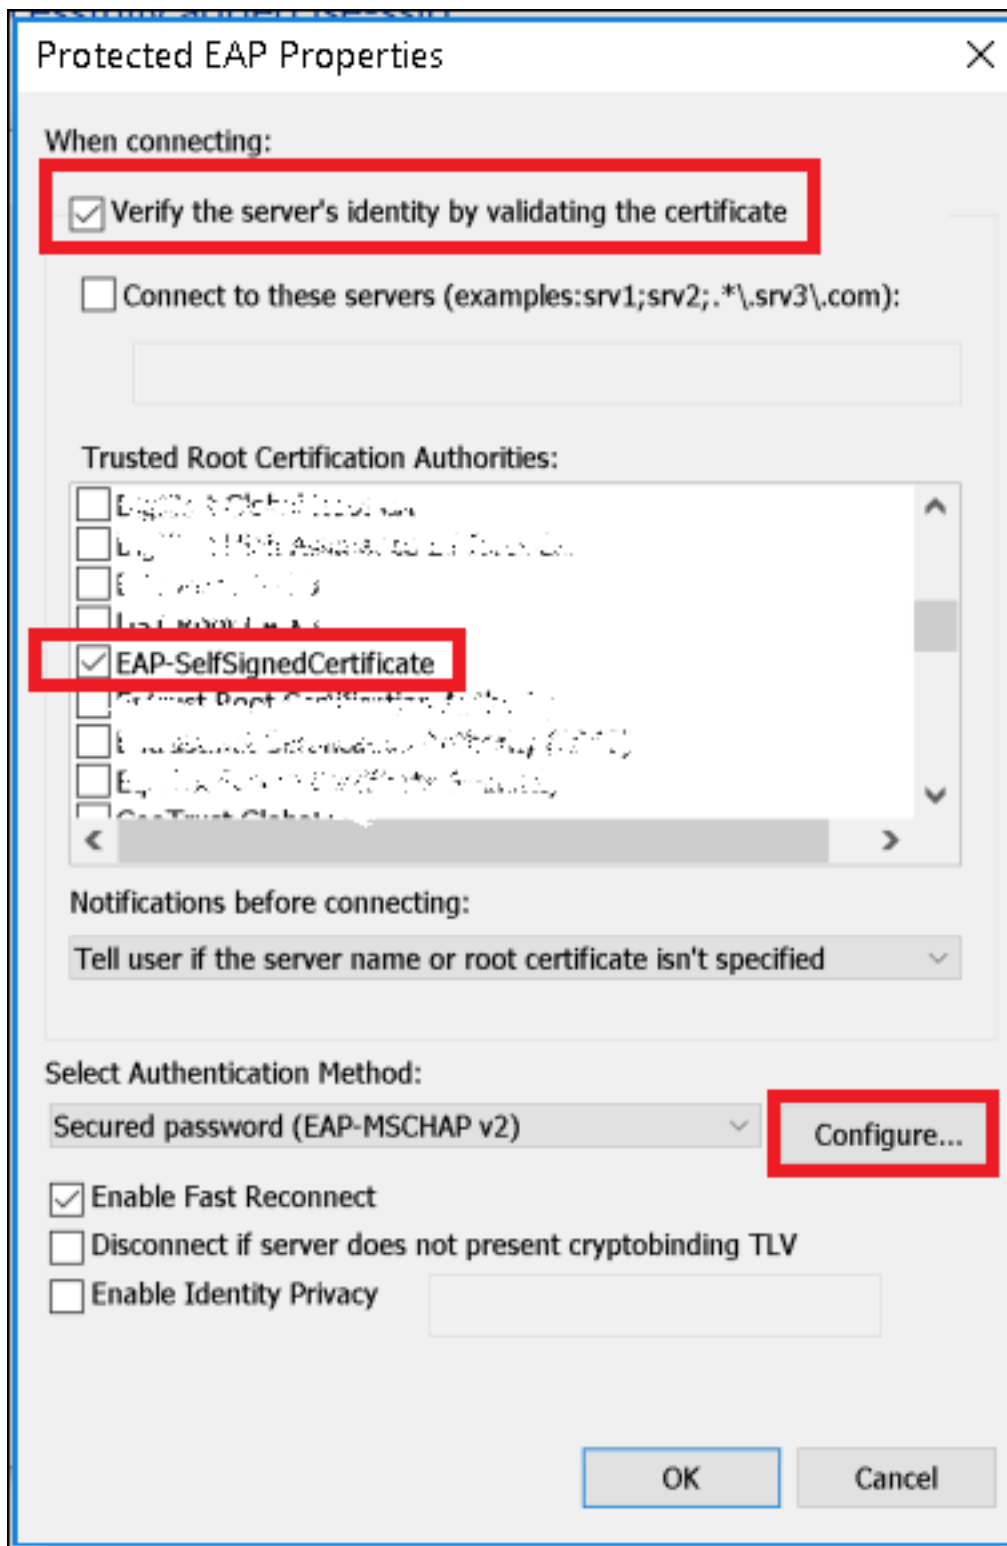 Protected EAP Properties
When connecting:
Verify the server's identity by validating the certificate
Connect to these servers (examples:srv1;srv2;.*\.srv3\.com):
Trusted Root Certification Authorities:
EAP-SelfSignedCertificate
Notifications before connecting:
Tell user if the server name or root certificate isn't specified
Select Authentication Method:
Secured password (EAP-MSCHAP v2)
Configure...
Enable Fast Reconnect
Disconnect if server does not present cryptobinding TLV
Enable Identity Privacy
OK
Cancel